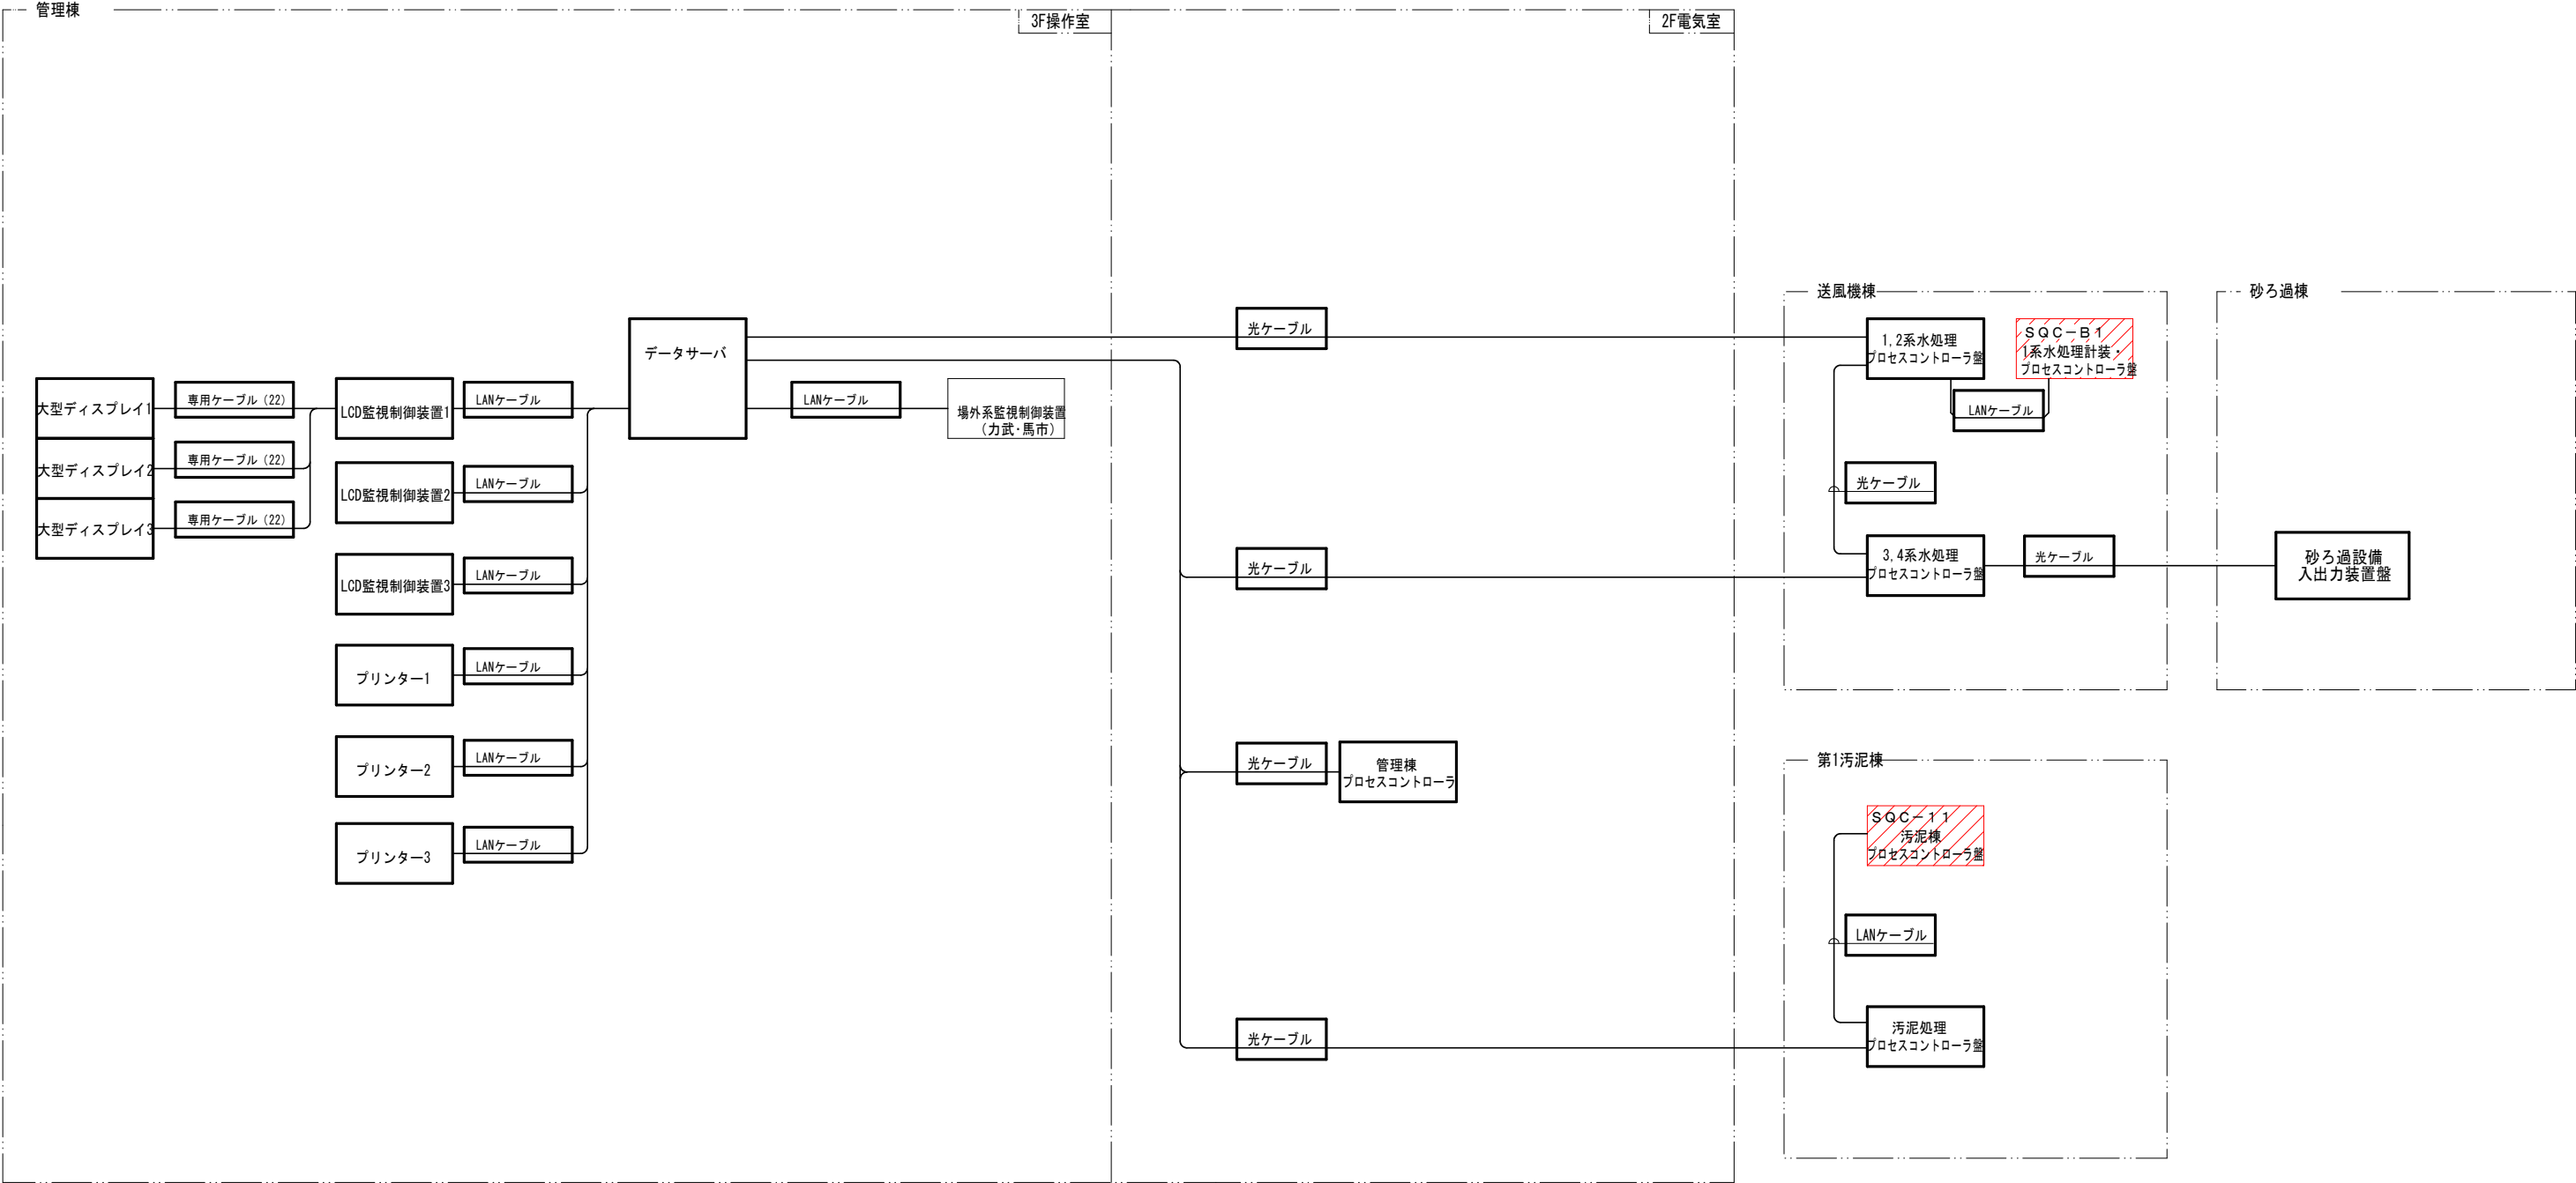 管理棟
3F操作室
2F電気室
送風機棟
砂ろ過棟
データサーバ
光ケーブル
1,2系水処理
プロセスコントローラ盤
SQC-B1
1系水処理計装・
プロセスコントローラ盤
LANケーブル
大型ディスプレイ1
専用ケーブル(22)
LCD監視制御装置1
LANケーブル
LANケーブル
場外系監視制御装置
(力武・馬市)
大型ディスプレイ2
専用ケーブル(22)
LCD監視制御装置2
LANケーブル
光ケーブル
大型ディスプレイ3
専用ケーブル(22)
LCD監視制御装置3
LANケーブル
光ケーブル
3,4系水処理
プロセスコントローラ盤
光ケーブル
砂ろ過設備
入出力装置盤
プリンター1
LANケーブル
プリンター2
LANケーブル
光ケーブル
管理棟
プロセスコントローラ
第1汚泥棟
プリンター3
LANケーブル
SQC-11
汚泥棟
プロセスコントローラ盤
LANケーブル
光ケーブル
汚泥処理
プロセスコントローラ盤